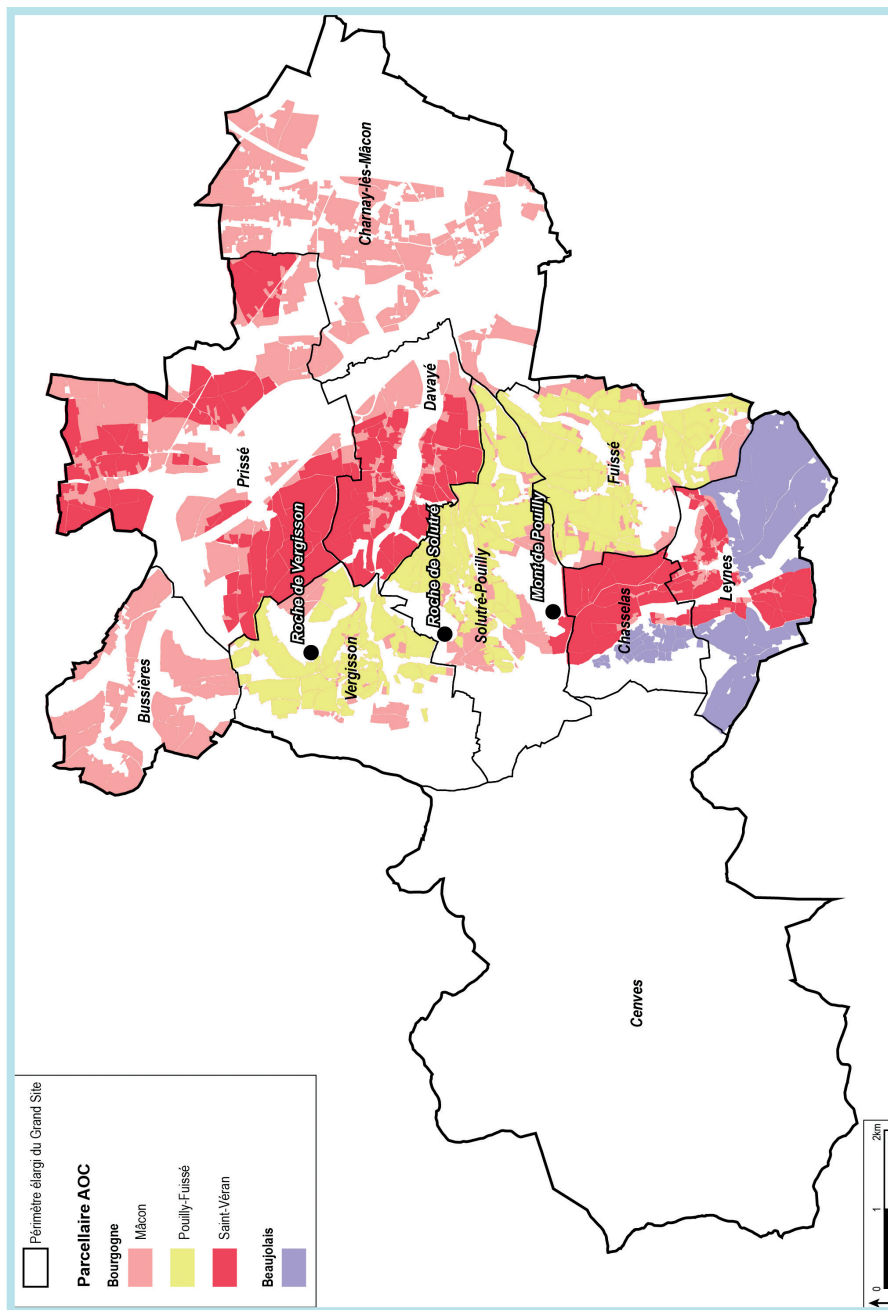 Périmètre élargi du Grand Site
Parcellaire AOC
Bourgogne
Mâcon
Pouilly-Fuissé
Saint-Véran
Beaujolais
Bussières
Prissé
Charnay-lès-Mâcon
Roche de Vergisson
Vergisson
Davayé
Roche de Solutré
Solutré-Pouilly
Mont de Pouilly
Fuissé
Chasselas
Leynes
Cenves
0
1
2km